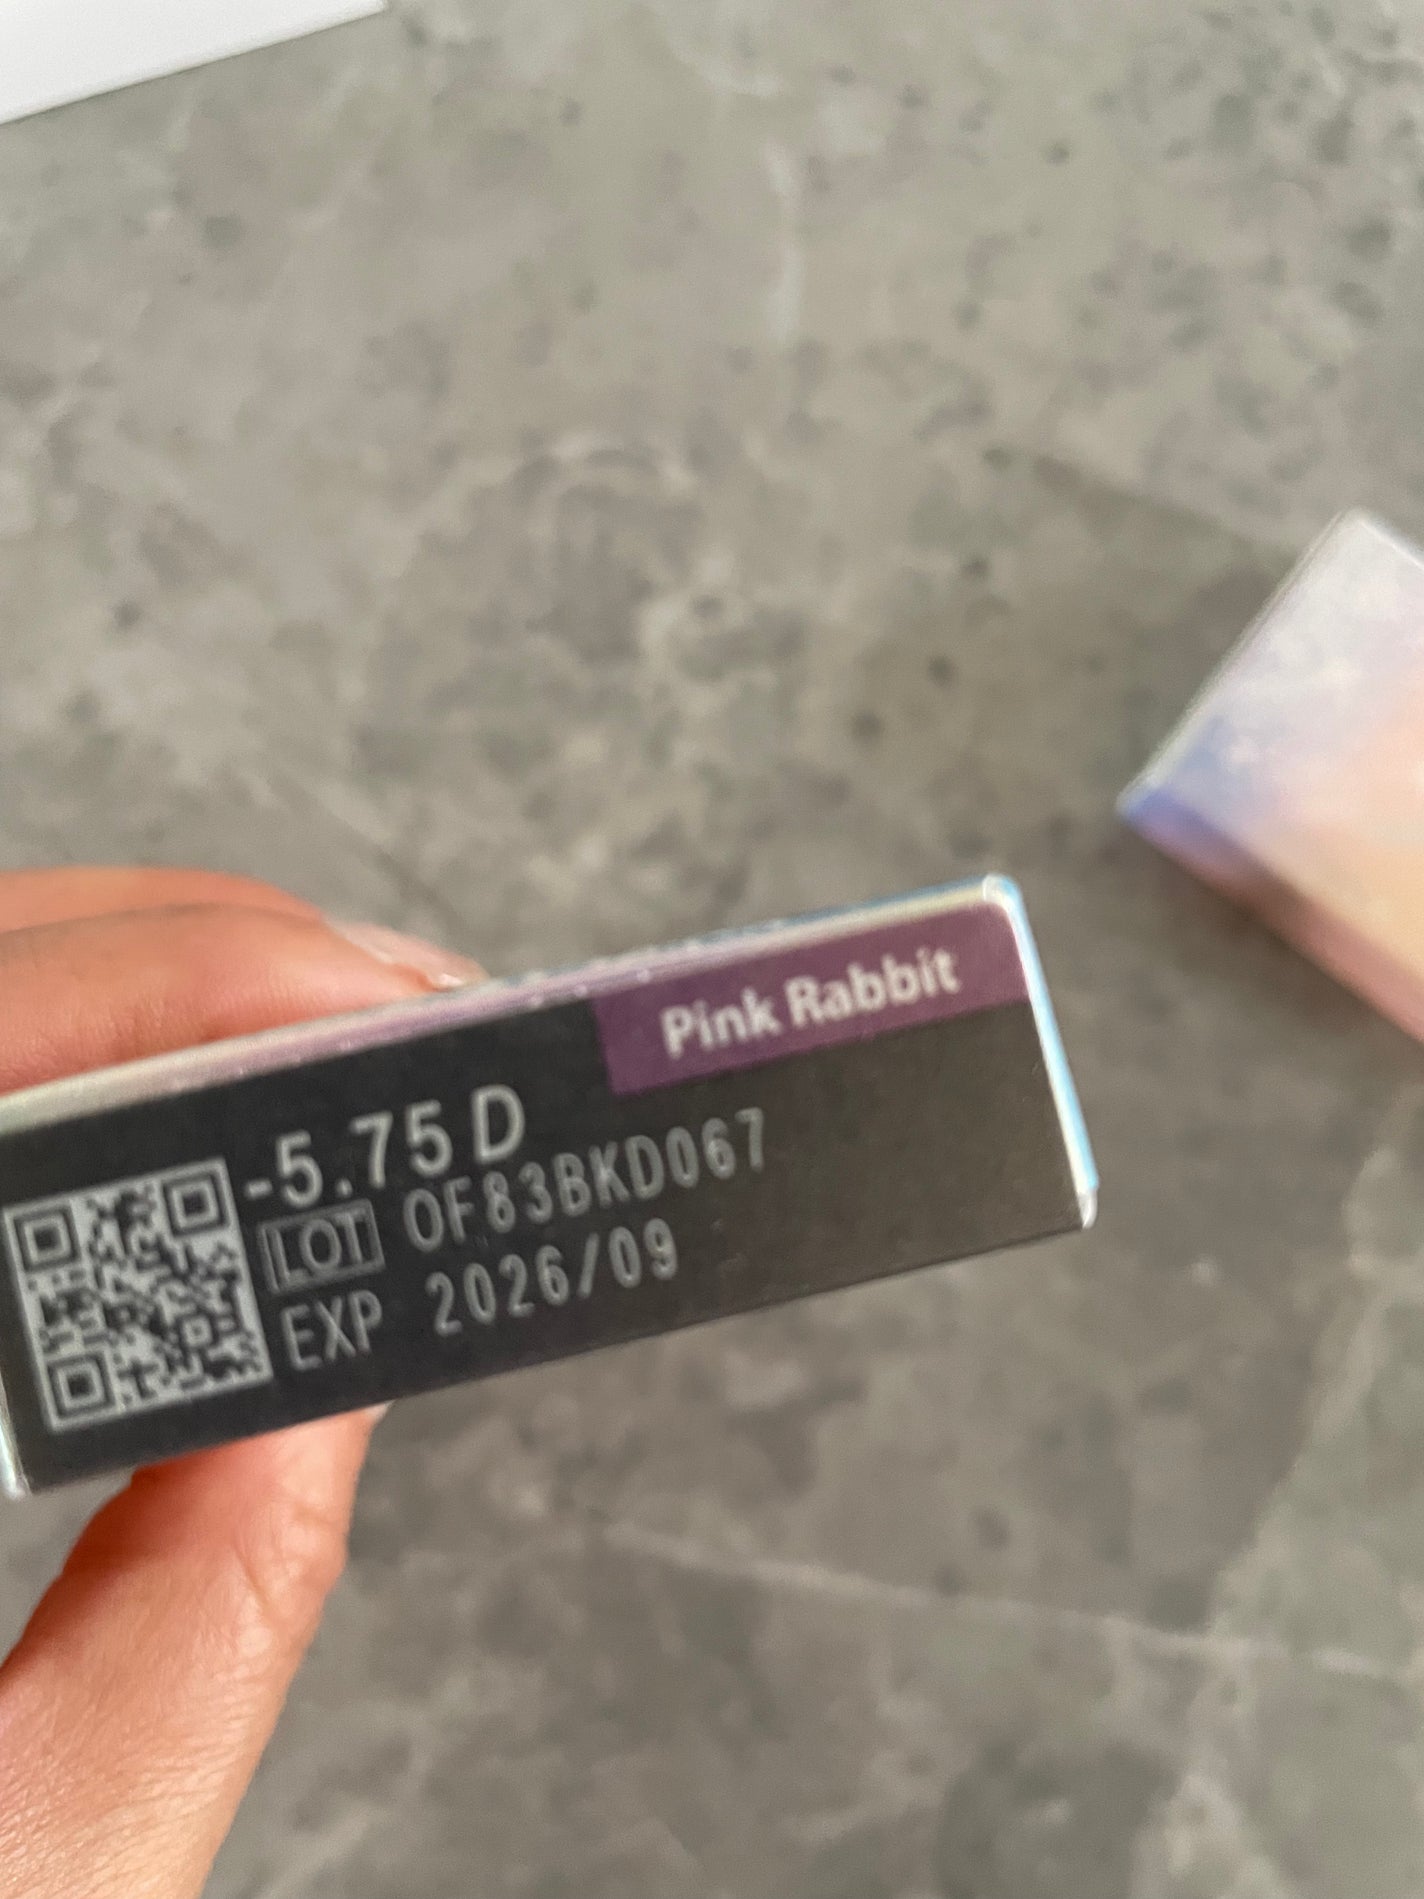 Pink Rabbit
-5.75 D
LOT OF83BKD067
EXP 2026/09